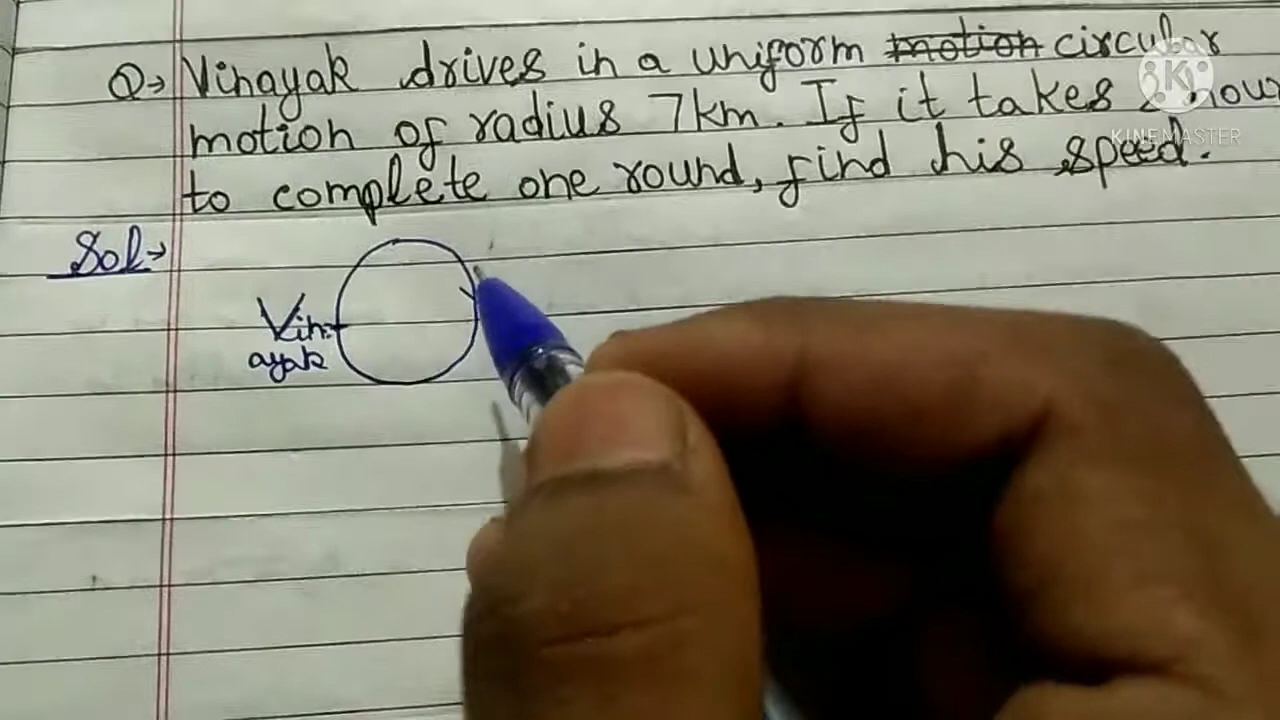 Q→ Vinayak drives in a uniform motion circular
motion of radius 7km. If it takes hour
to complete one round, find his speed.
Sol→
Vin-
ayak
KINEMASTER